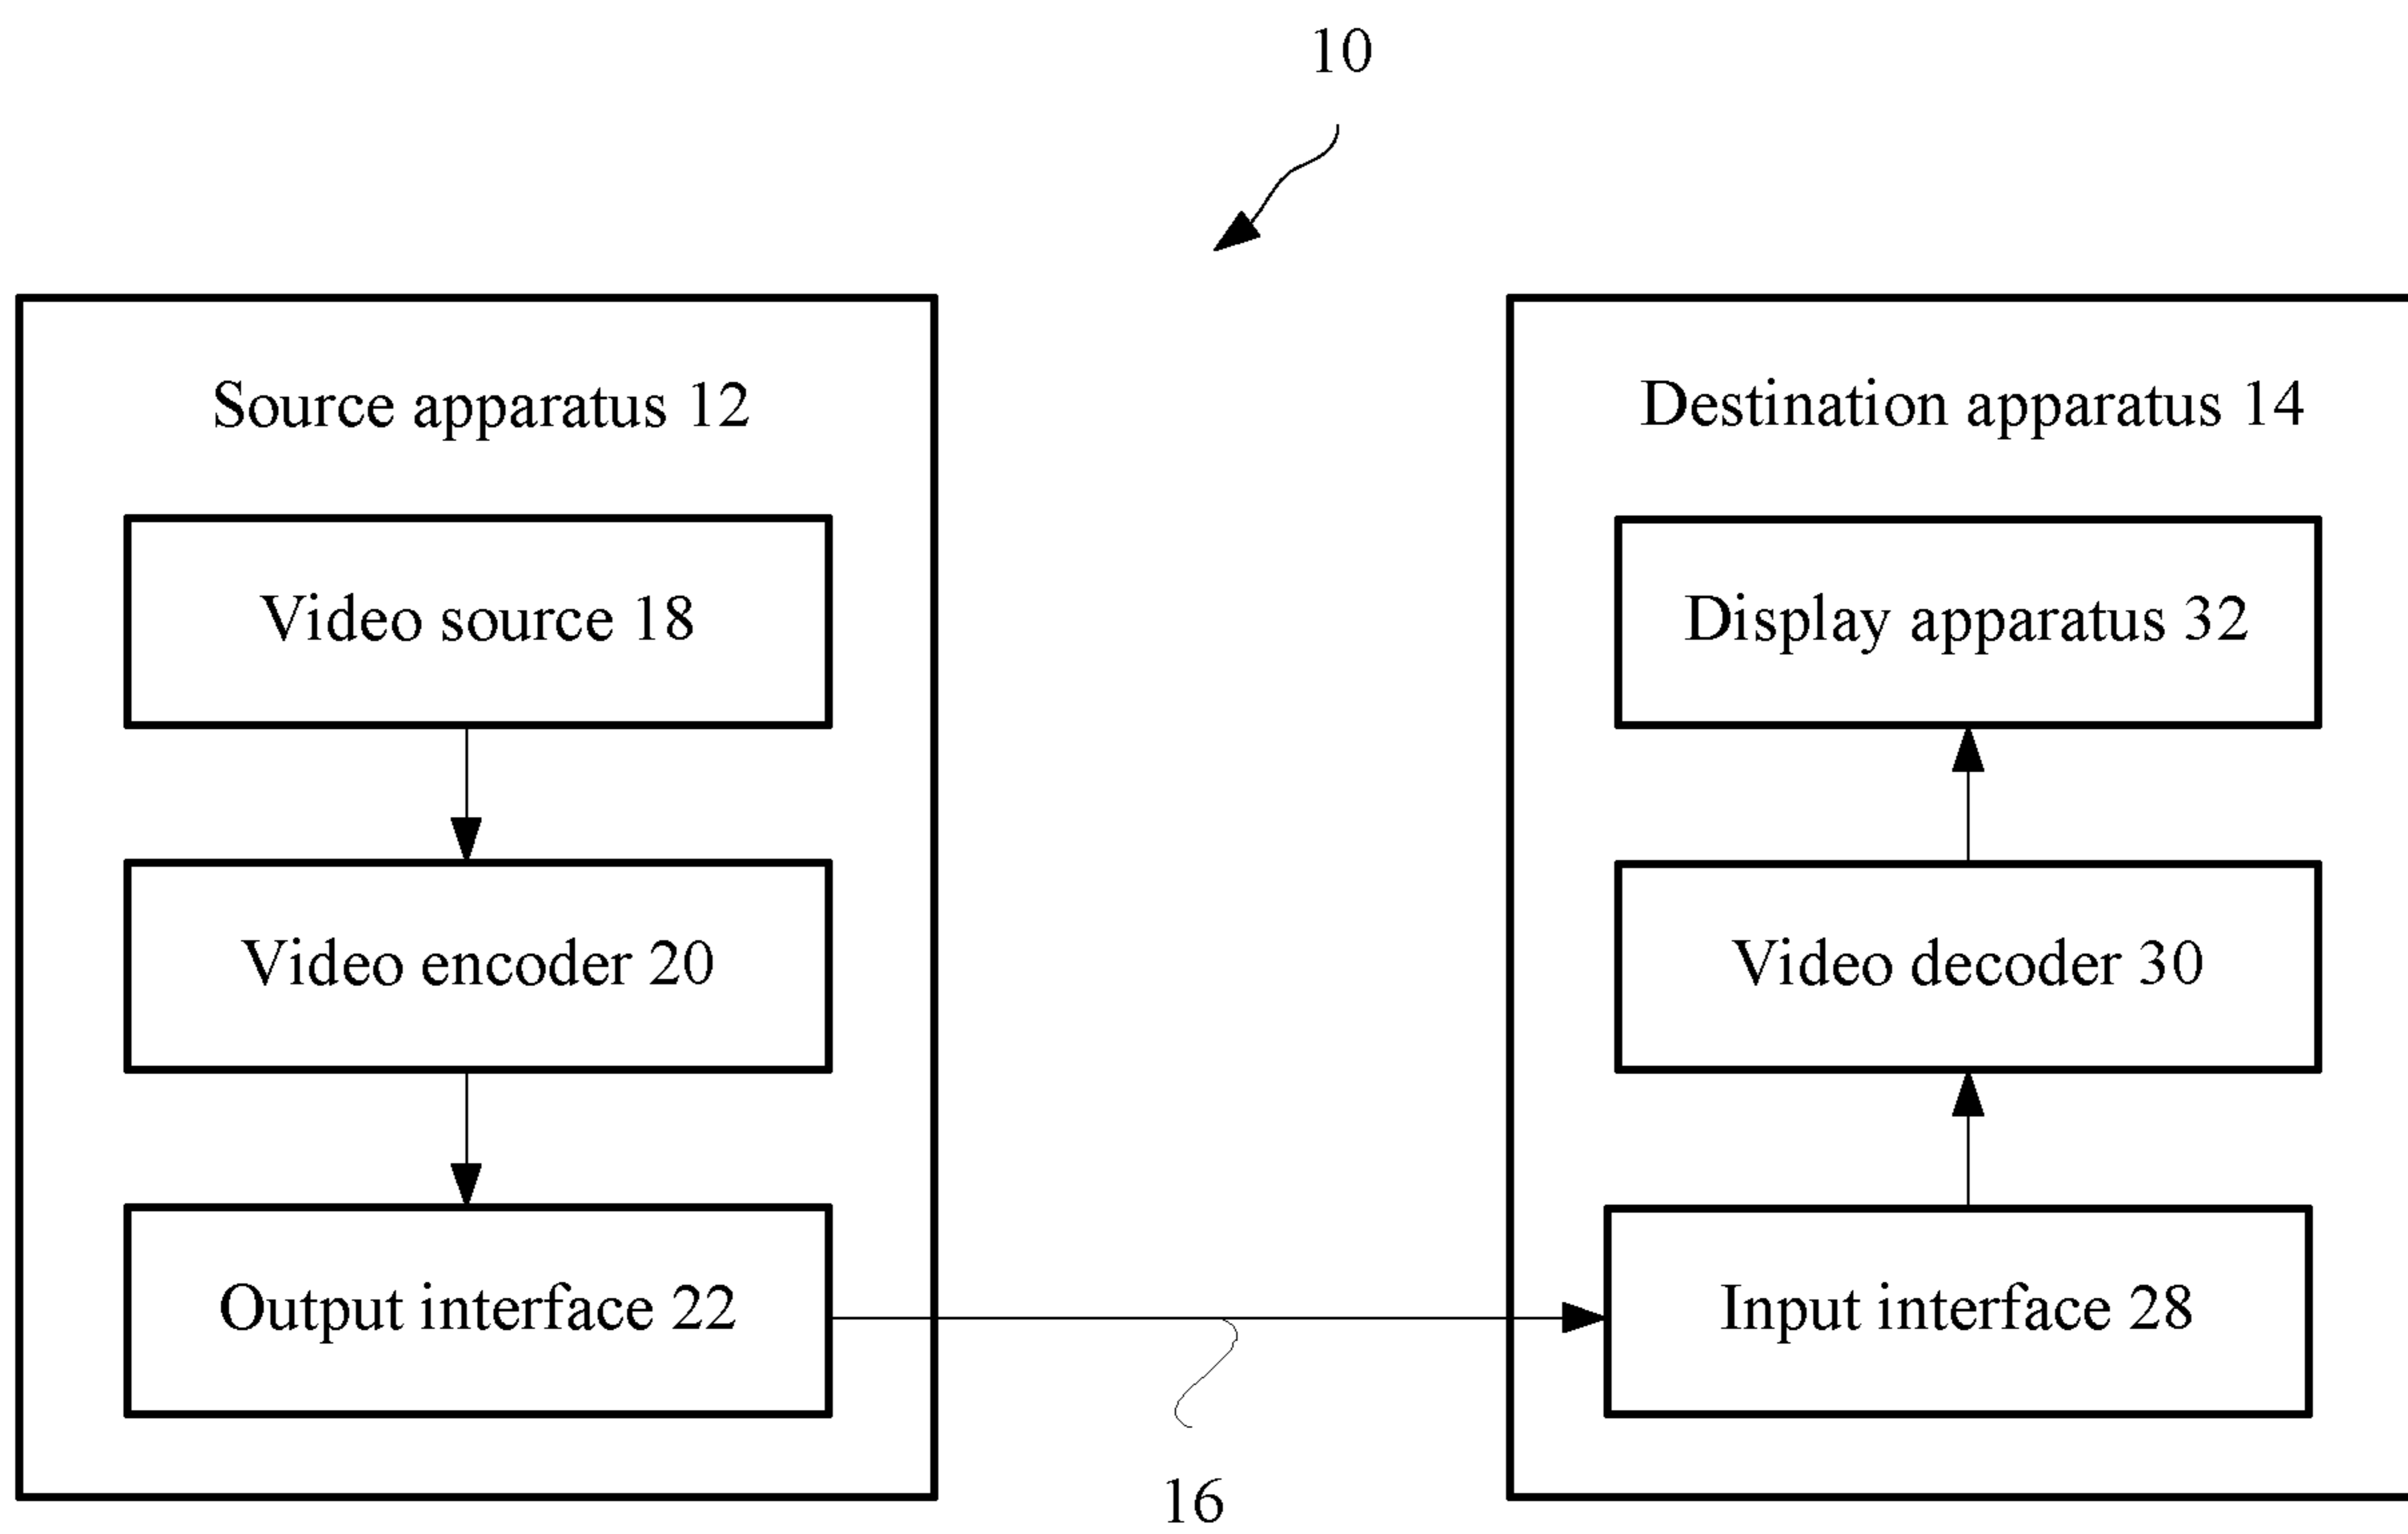 10
Source apparatus 12
Video source 18
Video encoder 20
Output interface 22
16
Destination apparatus 14
Display apparatus 32
Video decoder 30
Input interface 28